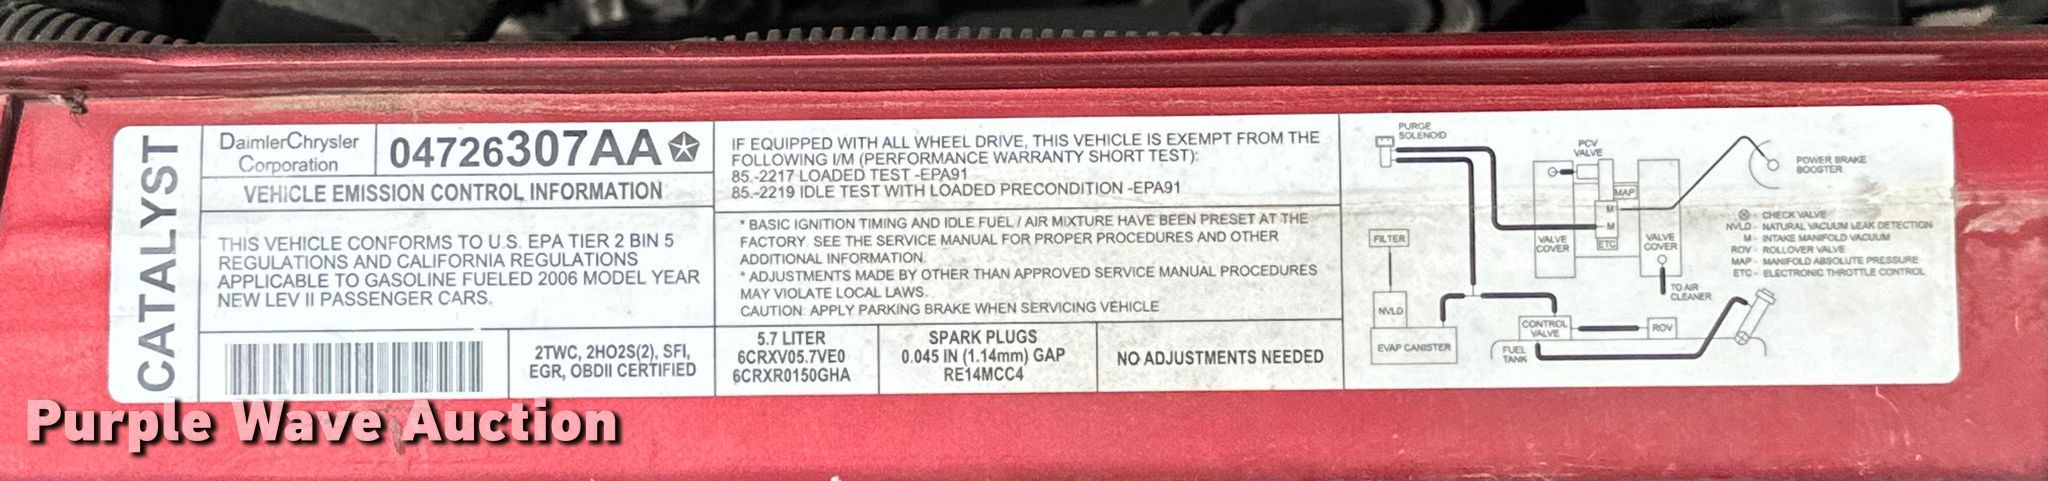 CATALYST
DaimlerChrysler
Corporation
04726307AA
VEHICLE EMISSION CONTROL INFORMATION
THIS VEHICLE CONFORMS TO U.S. EPA TIER 2 BIN 5
REGULATIONS AND CALIFORNIA REGULATIONS
APPLICABLE TO GASOLINE FUELED 2006 MODEL YEAR
NEW LEV II PASSENGER CARS.
2TWC, 2HO2S(2), SFI,
EGR, OBDII CERTIFIED
IF EQUIPPED WITH ALL WHEEL DRIVE, THIS VEHICLE IS EXEMPT FROM THE
FOLLOWING I/M (PERFORMANCE WARRANTY SHORT TEST):
85.-2217 LOADED TEST -EPA91
85.-2219 IDLE TEST WITH LOADED PRECONDITION -EPA91
* BASIC IGNITION TIMING AND IDLE FUEL / AIR MIXTURE HAVE BEEN PRESET AT THE
FACTORY. SEE THE SERVICE MANUAL FOR PROPER PROCEDURES AND OTHER
ADDITIONAL INFORMATION.
* ADJUSTMENTS MADE BY OTHER THAN APPROVED SERVICE MANUAL PROCEDURES
MAY VIOLATE LOCAL LAWS.
CAUTION: APPLY PARKING BRAKE WHEN SERVICING VEHICLE
5.7 LITER
6CRXV05.7VE0
6CRXR0150GHA
SPARK PLUGS
0.045 IN (1.14mm) GAP
RE14MCC4
NO ADJUSTMENTS NEEDED
PURGE
SOLENOID
PCV
VALVE
MAP
M
M
ETC
VALVE
COVER
VALVE
COVER
POWER BRAKE
BOOSTER
FILTER
NVLD
EVAP CANISTER
TO AIR
CLEANER
CONTROL
VALVE
ROV
FUEL
TANK
- CHECK VALVE
NVLD - NATURAL VACUUM LEAK DETECTION
M - INTAKE MANIFOLD VACUUM
ROV - ROLLOVER VALVE
MAP - MANIFOLD ABSOLUTE PRESSURE
ETC - ELECTRONIC THROTTLE CONTROL
Purple Wave Auction